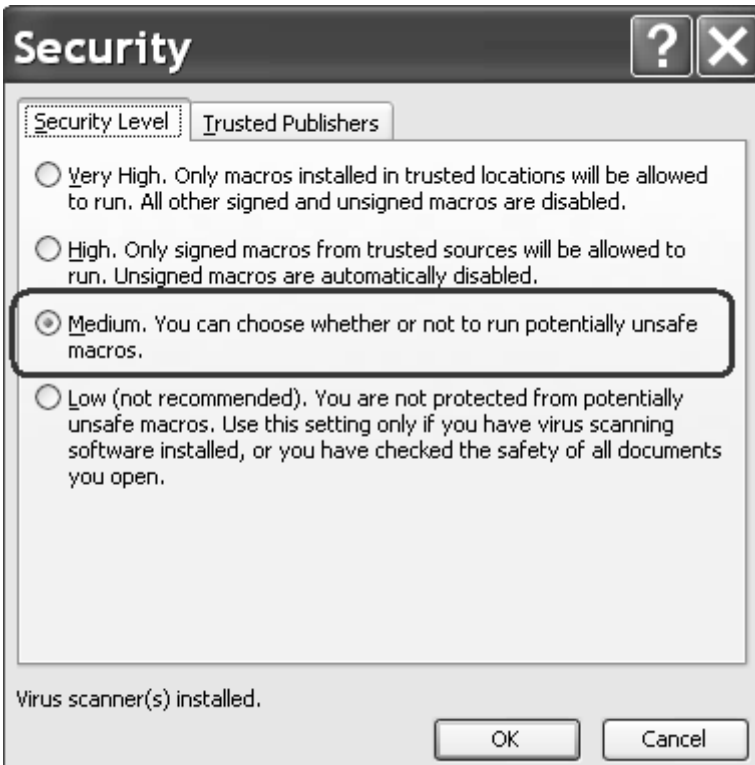 Security
Security Level
Trusted Publishers
Very High. Only macros installed in trusted locations will be allowed
to run. All other signed and unsigned macros are disabled.
High. Only signed macros from trusted sources will be allowed to
run. Unsigned macros are automatically disabled.
Medium. You can choose whether or not to run potentially unsafe
macros.
Low (not recommended). You are not protected from potentially
unsafe macros. Use this setting only if you have virus scanning
software installed, or you have checked the safety of all documents
you open.
Virus scanner(s) installed.
OK
Cancel